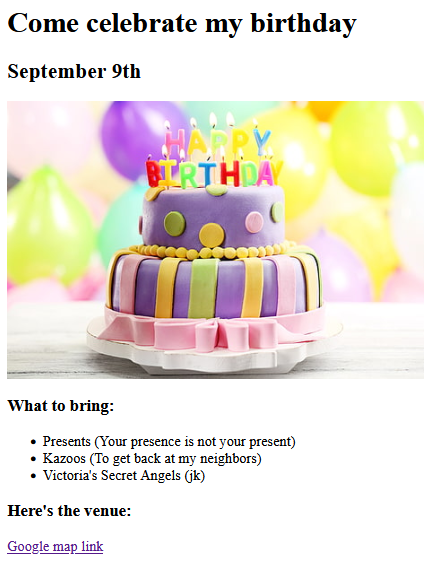 Come celebrate my birthday
September 9th
HAPPY
BIRTHDAY
What to bring:
Presents (Your presence is not your present)
Kazoos (To get back at my neighbors)
Victoria's Secret Angels (jk)
Here's the venue:
Google map link